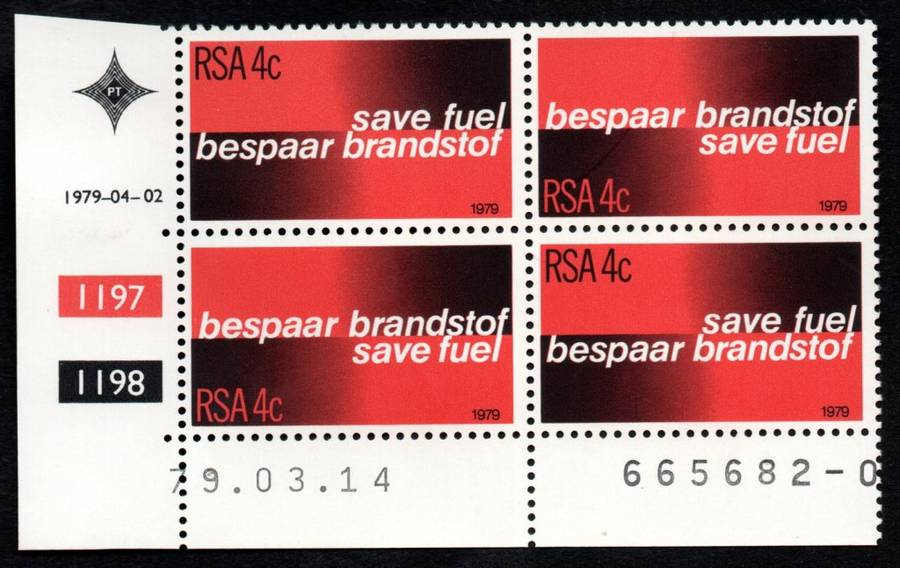 PT
1979-04-02
1197
1198
RSA 4c
save fuel
bespaar brandstof
1979
bespaar brandstof
save fuel
RSA 4c
1979
bespaar brandstof
save fuel
RSA 4c
1979
RSA 4c
save fuel
bespaar brandstof
1979
79.03.14
665682-0